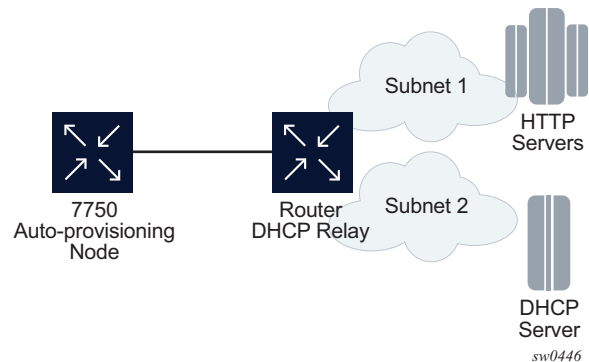 Subnet 1
HTTP
Servers
7750
Auto-provisioning
Node
Router
DHCP Relay
Subnet 2
DHCP
Server
sw0446